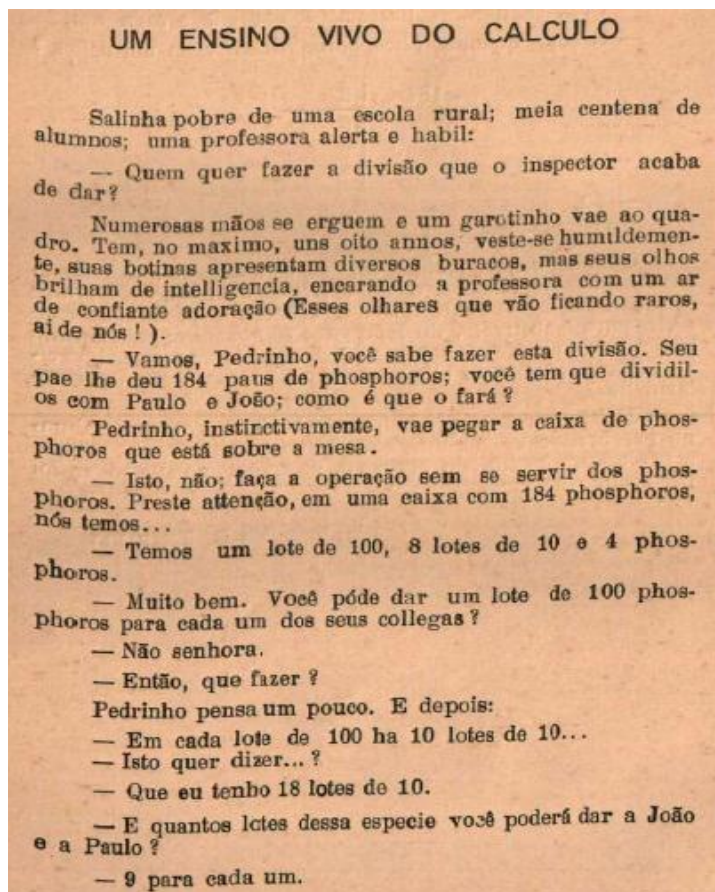 UM ENSINO VIVO DO CALCULO
Salinha pobre de uma escola rural; meia centena de
alumnos; uma professora alerta e habil:
— Quem quer fazer a divisão que o inspector acaba
de dar?
Numerosas mãos se erguem e um garotinho vae ao qua-
dro. Tem, no maximo, uns oito annos, veste-se humildemen-
te, suas botinas apresentam diversos buracos, mas seus olhos
brilham de intelligencia, encarando a professora com um ar
de confiante adoração (Esses olhares que vão ficando raros,
ai de nós ! ).
— Vamos, Pedrinho, você sabe fazer esta divisão. Seu
pae lhe deu 184 paus de phosphoros; você tem que dividil-
os com Paulo e João; como é que o fará ?
Pedrinho, instinctivamente, vae pegar a caixa de phos-
phoros que está sobre a mesa.
— Isto, não; faça a operação sem se servir dos phos-
phoros. Preste attenção, em uma caixa com 184 phosphoros,
nós temos...
— Temos um lote de 100, 8 lotes de 10 e 4 phos-
phoros.
— Muito bem. Você póde dar um lote de 100 phos-
phoros para cada um dos seus collegas ?
— Não senhora.
— Então, que fazer ?
Pedrinho pensa um pouco. E depois:
— Em cada lote de 100 ha 10 lotes de 10...
— Isto quer dizer... ?
— Que eu tenho 18 lotes de 10.
— E quantos lotes dessa especie você poderá dar a João
e a Paulo ?
— 9 para cada um.